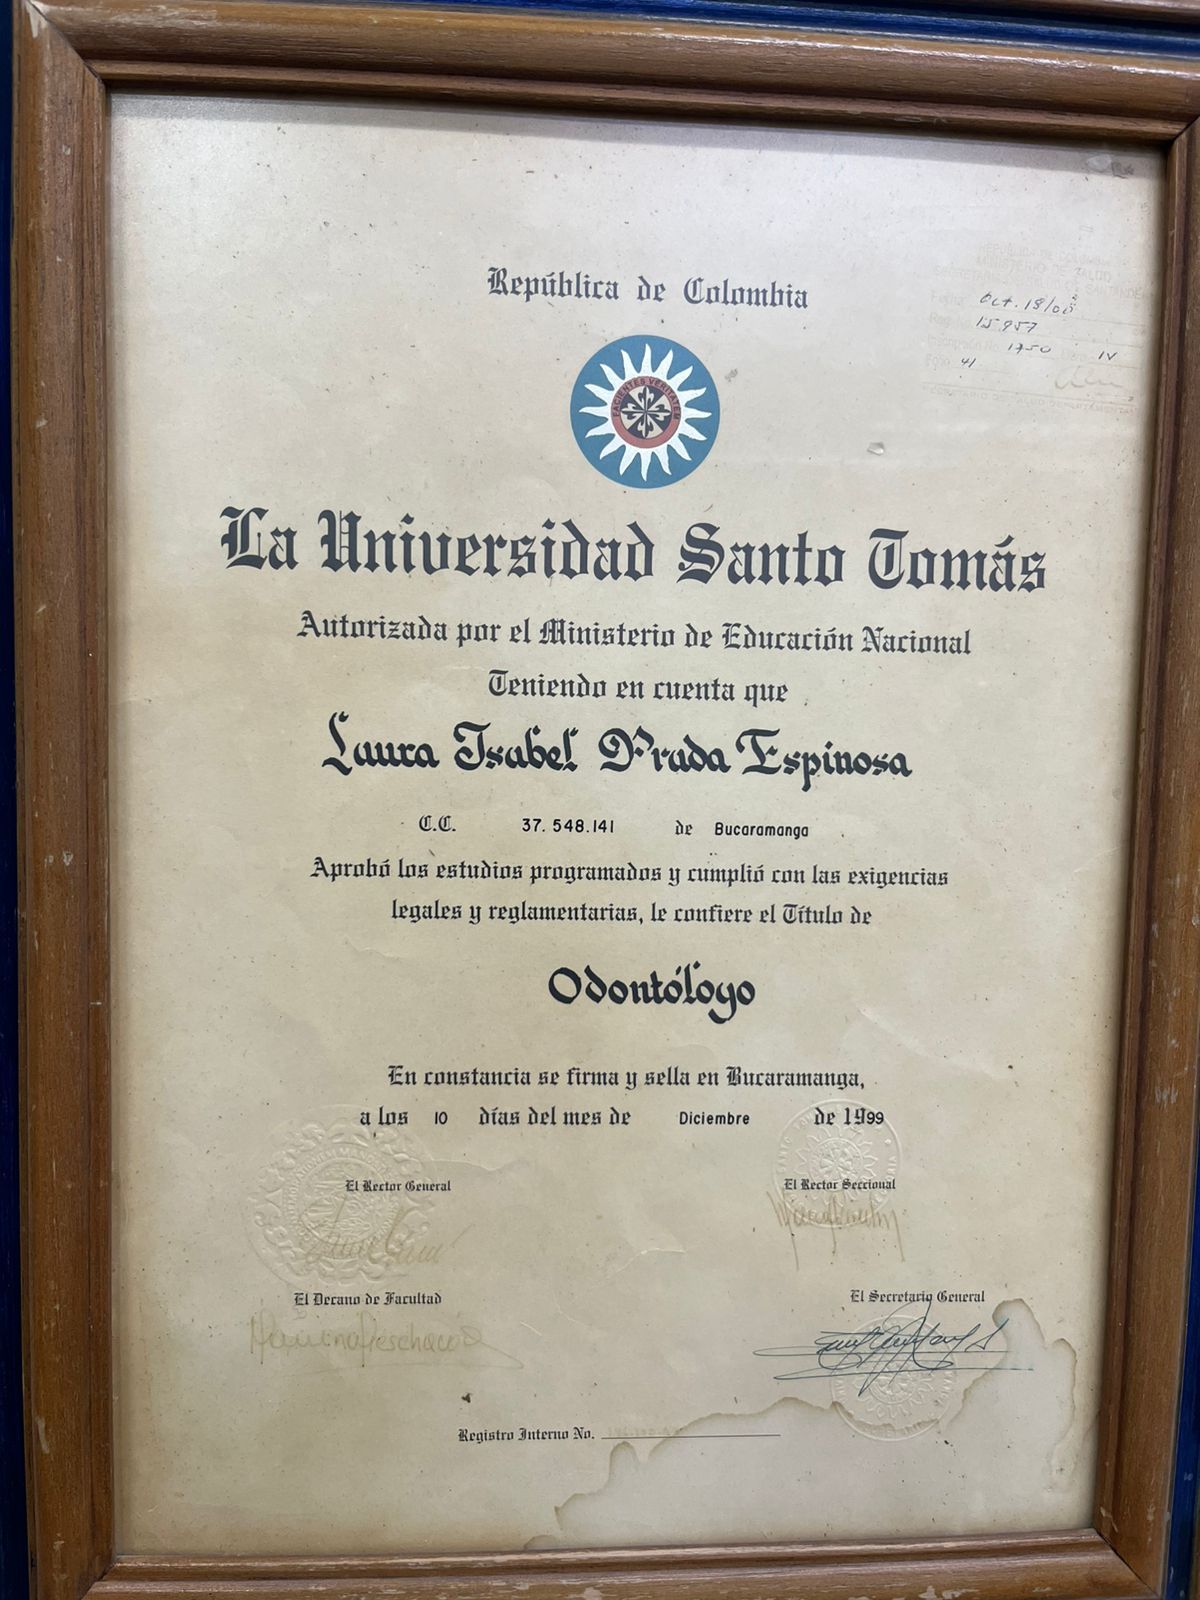 República de Colombia
Oct. 18/00
15957
1750 IV
41
FACIENTES VERITATEM
La Universidad Santo Tomás
Autorizada por el Ministerio de Educación Nacional
Teniendo en cuenta que
Laura Isabel Prada Espinosa
C.C. 37.548.141 de Bucaramanga
Aprobó los estudios programados y cumplió con las exigencias
legales y reglamentarias, le confiere el Título de
Odontólogo
En constancia se firma y sella en Bucaramanga,
a los 10 días del mes de Diciembre de 1999
El Rector General
El Rector Seccional
El Decano de Facultad
El Secretario General
Registro Interno No.